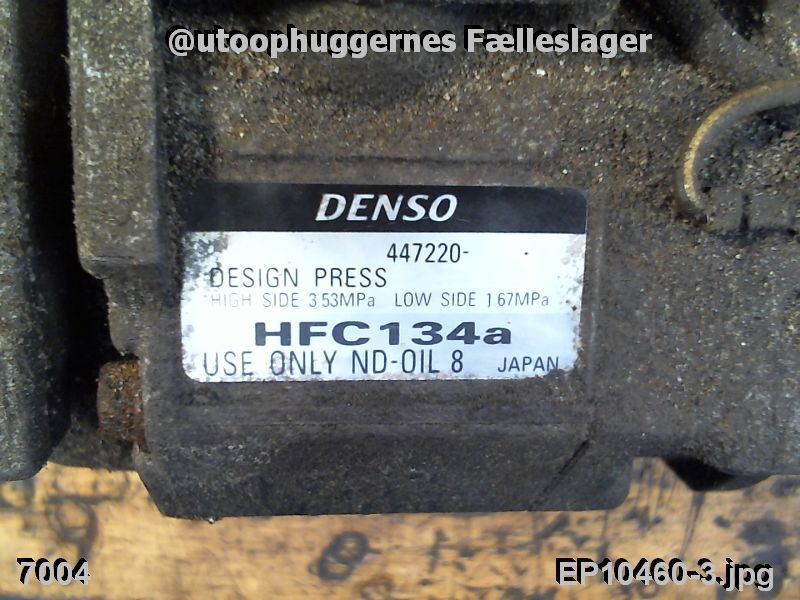 @utoophuggernes Fælleslager
DENSO
447220-
DESIGN PRESS
HIGH SIDE 3.53MPa LOW SIDE 1.67MPa
HFC134a
USE ONLY ND-OIL 8 JAPAN
7004 EP10460-3.jpg